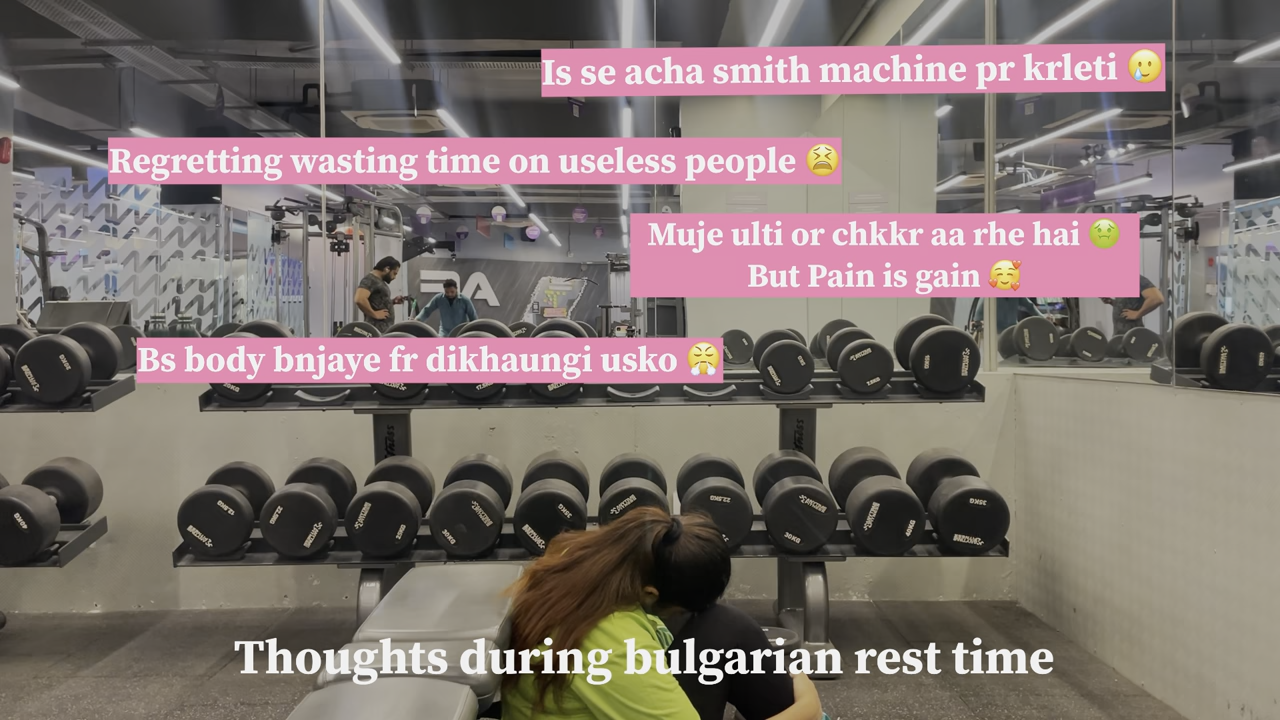 Is se acha smith machine pr krleti 🥲
Regretting wasting time on useless people 😫
Muje ulti or chkkr aa rhe hai 🤢
But Pain is gain 🥰
Bs body bnjaye fr dikhaungi usko 😤
Thoughts during bulgarian rest time